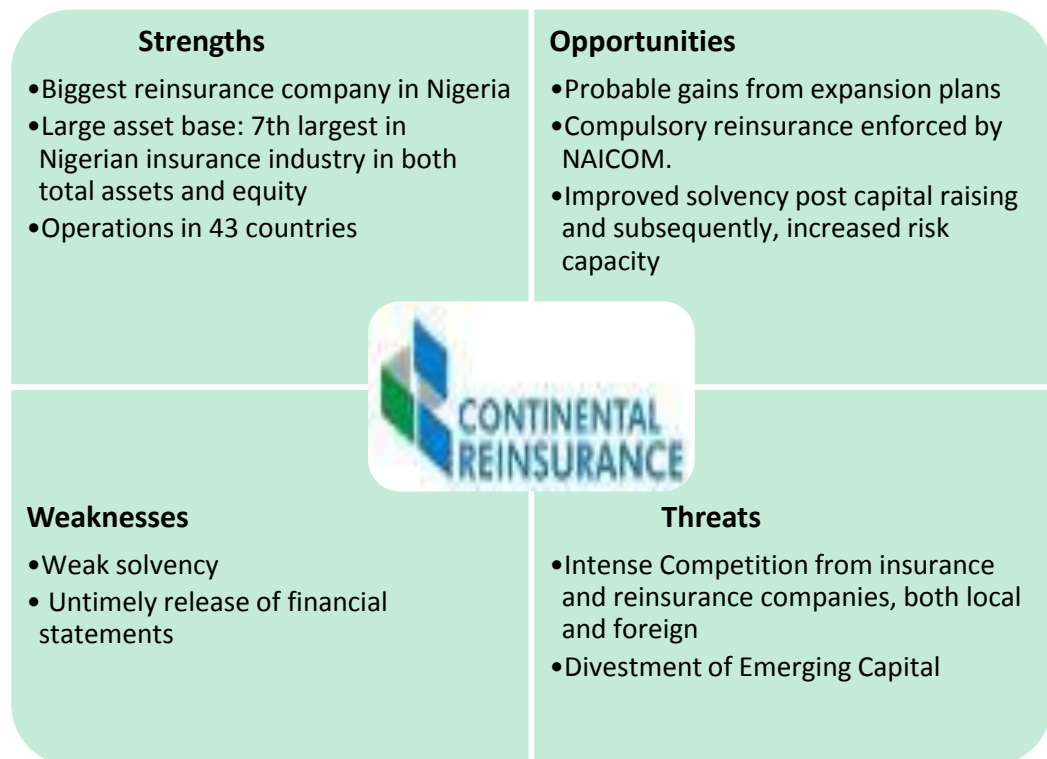 Strengths
•Biggest reinsurance company in Nigeria
•Large asset base: 7th largest in
Nigerian insurance industry in both
total assets and equity
•Operations in 43 countries
Opportunities
•Probable gains from expansion plans
•Compulsory reinsurance enforced by
NAICOM.
•Improved solvency post capital raising
and subsequently, increased risk
capacity
CONTINENTAL
REINSURANCE
Weaknesses
•Weak solvency
• Untimely release of financial
statements
Threats
•Intense Competition from insurance
and reinsurance companies, both local
and foreign
•Divestment of Emerging Capital